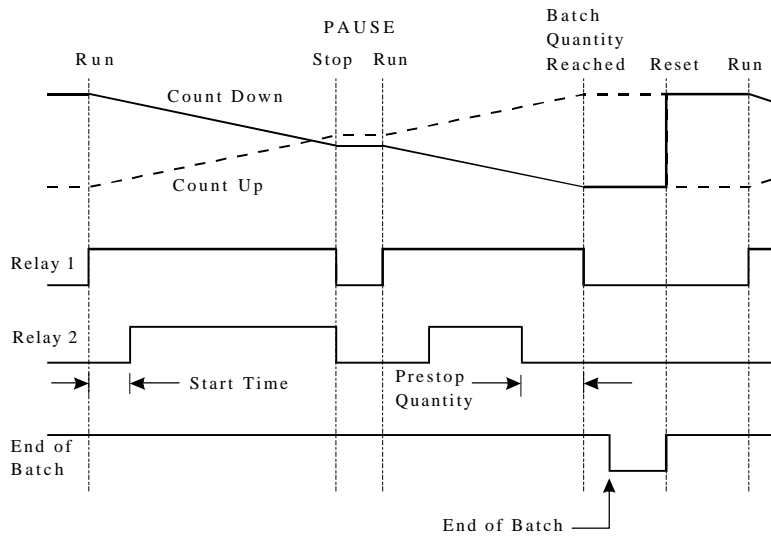 PAUSE
Batch
Quantity
Reached
Run
Stop
Run
Reset
Run
Count Down
Count Up
Relay 1
Relay 2
Start Time
Prestop
Quantity
End of
Batch
End of Batch